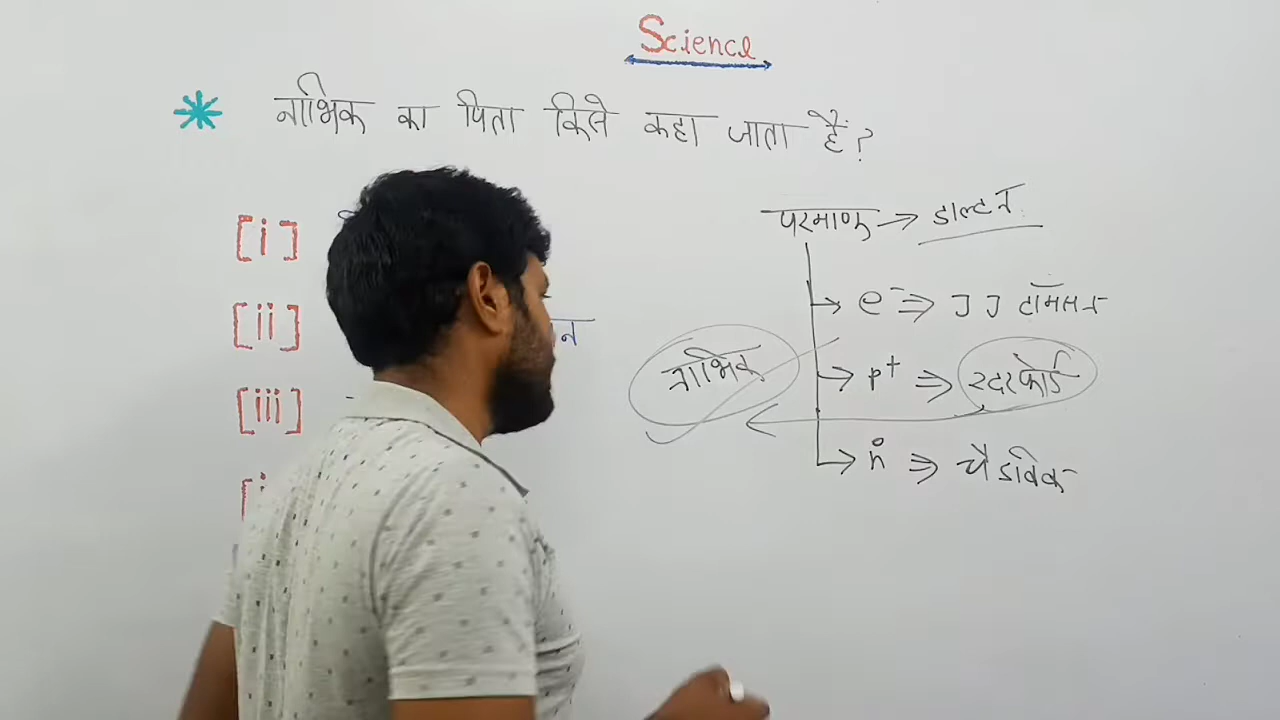 Science
नाभिक का पिता किसे कहा जाता है ?
[i]
[ii]
[iii]
परमाणु → डाल्टन
→ e⁻ ⇒ J J टॉमसन
नाभिक
→ p⁺ ⇒ रदरफोर्ड
→ n° ⇒ चैडविक